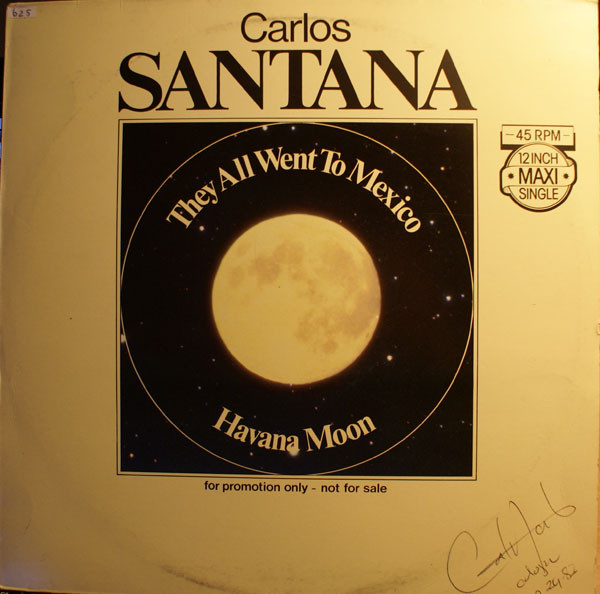 625
Carlos
SANTANA
45 RPM
12 INCH
MAXI
SINGLE
They All Went To Mexico
Havana Moon
for promotion only - not for sale